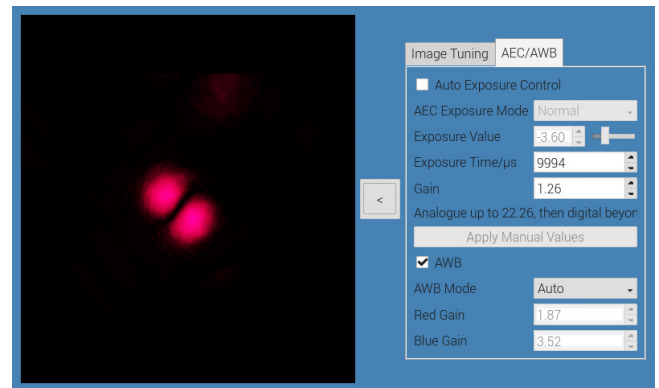 Image Tuning AEC/AWB
Auto Exposure Control
AEC Exposure Mode Normal
Exposure Value -3.60
Exposure Time/µs 9994
Gain 1.26
<
Analogue up to 22.26, then digital beyon
Apply Manual Values
AWB
AWB Mode Auto
Red Gain 1.87
Blue Gain 3.52